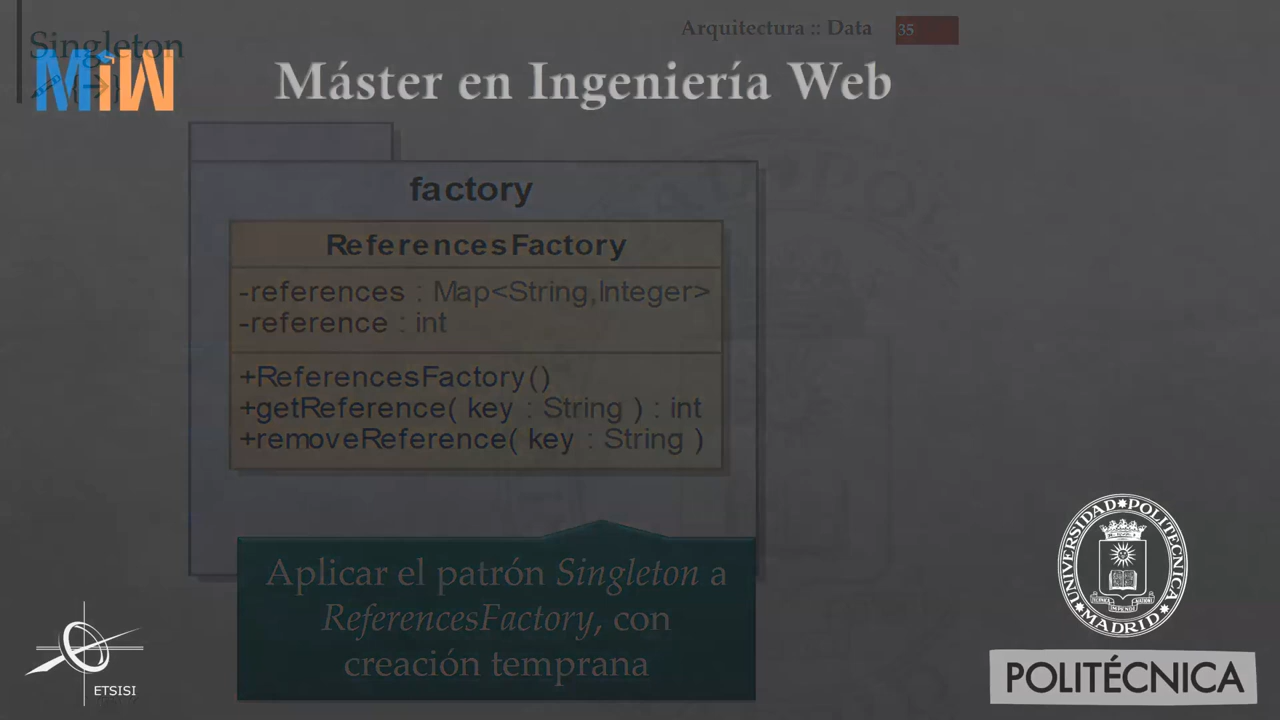 Singleton
Arquitectura :: Data
35
MiW
Máster en Ingeniería Web
factory
ReferencesFactory
-references : Map<String,Integer>
-reference : int
+ReferencesFactory()
+getReference( key : String ) : int
+removeReference( key : String )
Aplicar el patrón Singleton a
ReferencesFactory, con
creación temprana
ETSISI
UNIVERSIDAD POLITÉCNICA
MADRID
POLITÉCNICA